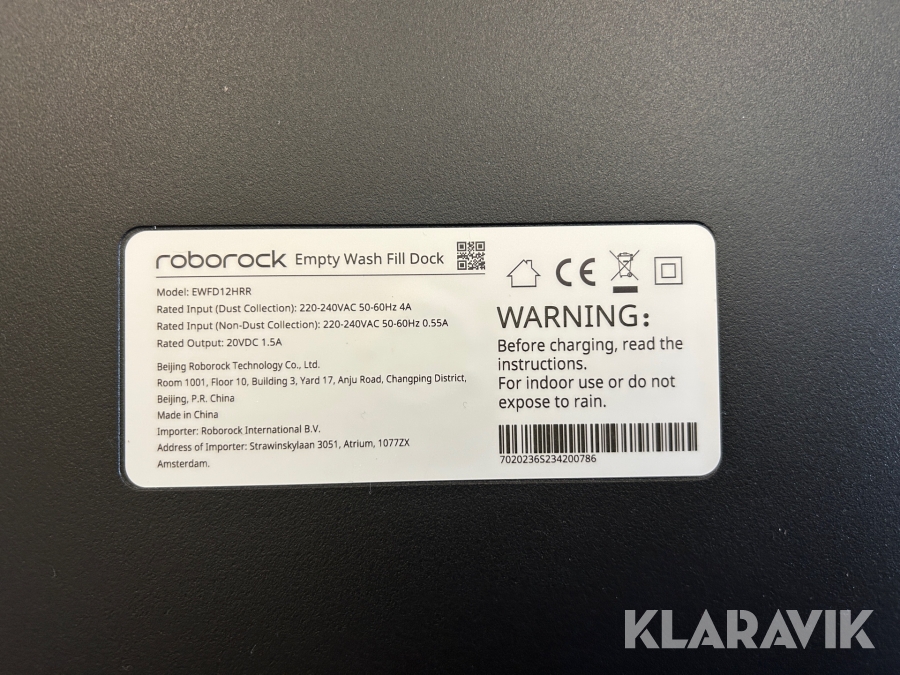 roborock Empty Wash Fill Dock
Model: EWFD12HRR
Rated Input (Dust Collection): 220-240VAC 50-60Hz 4A
Rated Input (Non-Dust Collection): 220-240VAC 50-60Hz 0.55A
Rated Output: 20VDC 1.5A
Beijing Roborock Technology Co., Ltd.
Room 1001, Floor 10, Building 3, Yard 17, Anju Road, Changping District,
Beijing, P.R. China
Made in China
Importer: Roborock International B.V.
Address of Importer: Strawinskylaan 3051, Atrium, 1077ZX
Amsterdam.
CE
WARNING:
Before charging, read the
instructions.
For indoor use or do not
expose to rain.
7020236S234200786
KLARAVIK